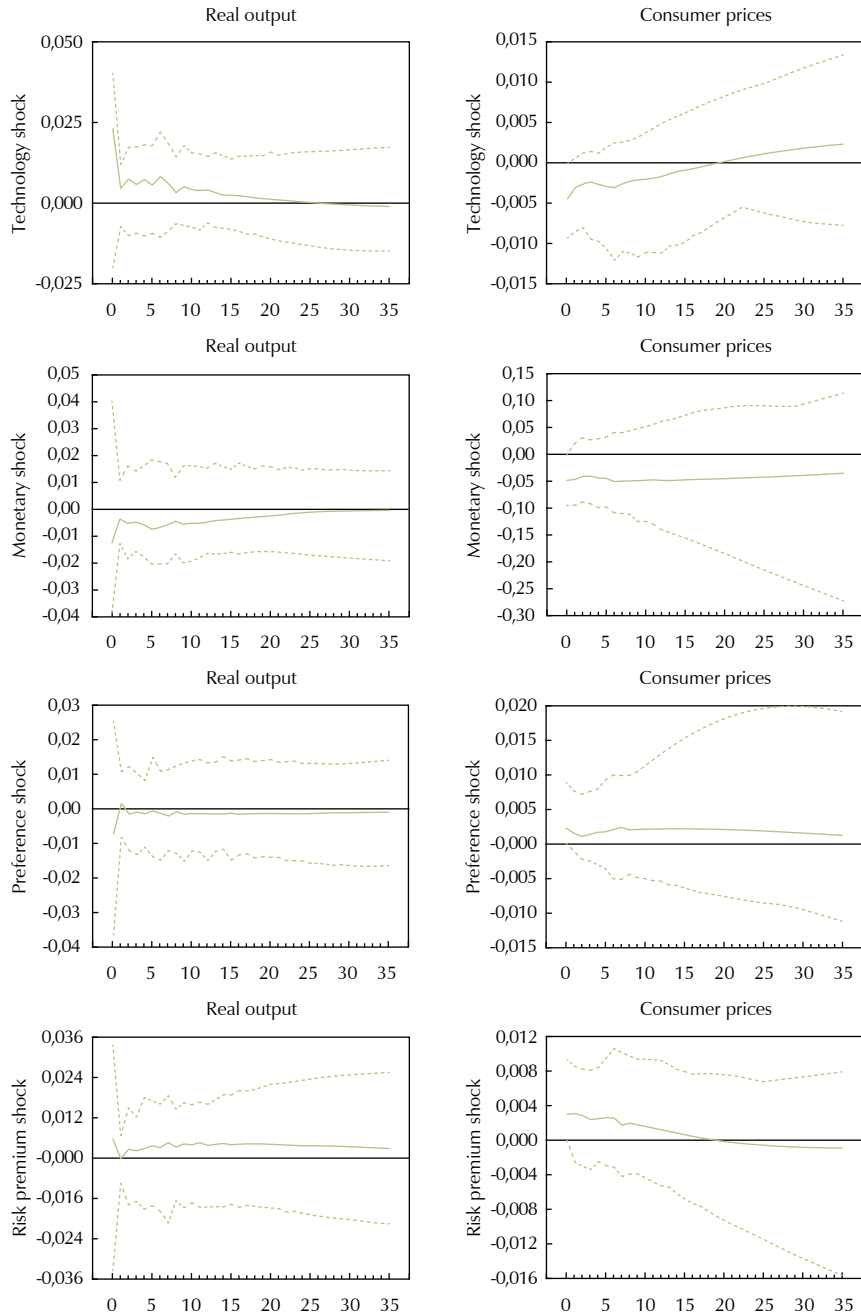 Real output
Technology shock
0,050
0,025
0,000
-0,025
0 5 10 15 20 25 30 35
Consumer prices
Technology shock
0,015
0,010
0,005
0,000
-0,005
-0,010
-0,015
0 5 10 15 20 25 30 35
Real output
Monetary shock
0,05
0,04
0,03
0,02
0,01
0,00
-0,01
-0,02
-0,03
-0,04
0 5 10 15 20 25 30 35
Consumer prices
Monetary shock
0,15
0,10
0,05
0,00
-0,05
-0,10
-0,15
-0,20
-0,25
-0,30
0 5 10 15 20 25 30 35
Real output
Preference shock
0,03
0,03
0,01
0,00
-0,01
-0,03
-0,03
-0,04
0 5 10 15 20 25 30 35
Consumer prices
Preference shock
0,020
0,015
0,010
0,005
-0,000
-0,005
-0,010
-0,015
0 5 10 15 20 25 30 35
Real output
Risk premium shock
0,036
0,024
0,012
-0,000
-0,016
-0,024
-0,036
0 5 10 15 20 25 30 35
Consumer prices
Risk premium shock
0,012
0,008
0,004
0,000
-0,004
-0,008
-0,012
-0,016
0 5 10 15 20 25 30 35